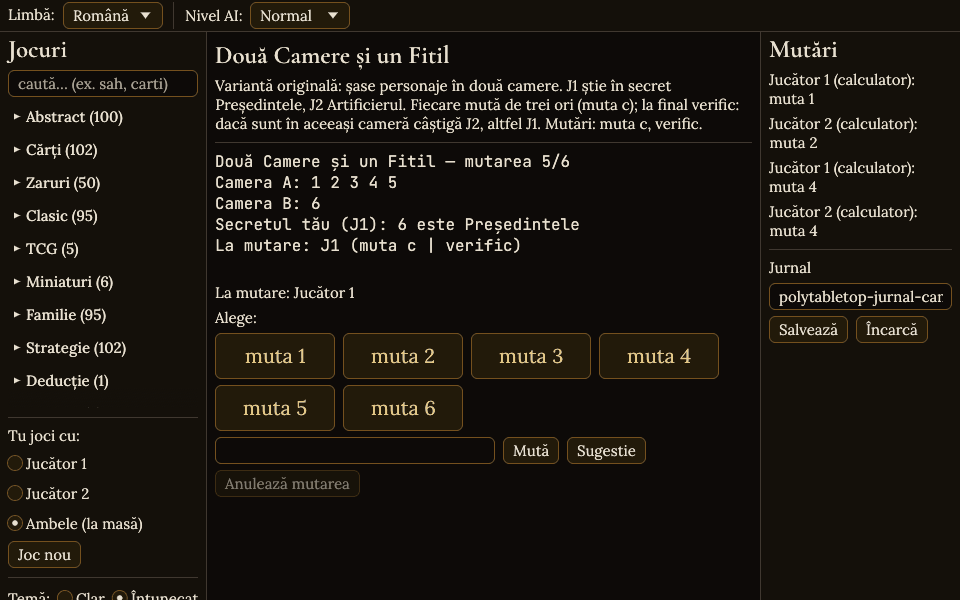 Limbă: Română ▼ Nivel AI: Normal ▼
Jocuri
caută... (ex. sah, carti)
▸ Abstract (100)
▸ Cărți (102)
▸ Zaruri (50)
▸ Clasic (95)
▸ TCG (5)
▸ Miniaturi (6)
▸ Familie (95)
▸ Strategie (102)
▸ Deducție (1)
Tu joci cu:
Jucător 1
Jucător 2
Ambele (la masă)
Joc nou
Temă: Clar Întunecat
Două Camere și un Fitil
Variantă originală: șase personaje în două camere. J1 știe în secret
Președintele, J2 Artificierul. Fiecare mută de trei ori (muta c); la final verific:
dacă sunt în aceeași cameră câștigă J2, altfel J1. Mutări: muta c, verific.
Două Camere și un Fitil — mutarea 5/6
Camera A: 1 2 3 4 5
Camera B: 6
Secretul tău (J1): 6 este Președintele
La mutare: J1 (muta c | verific)
La mutare: Jucător 1
Alege:
muta 1 muta 2 muta 3 muta 4
muta 5 muta 6
Mută Sugestie
Anulează mutarea
Mutări
Jucător 1 (calculator):
muta 1
Jucător 2 (calculator):
muta 2
Jucător 1 (calculator):
muta 4
Jucător 2 (calculator):
muta 4
Jurnal
polytabletop-jurnal-car
Salvează Încarcă